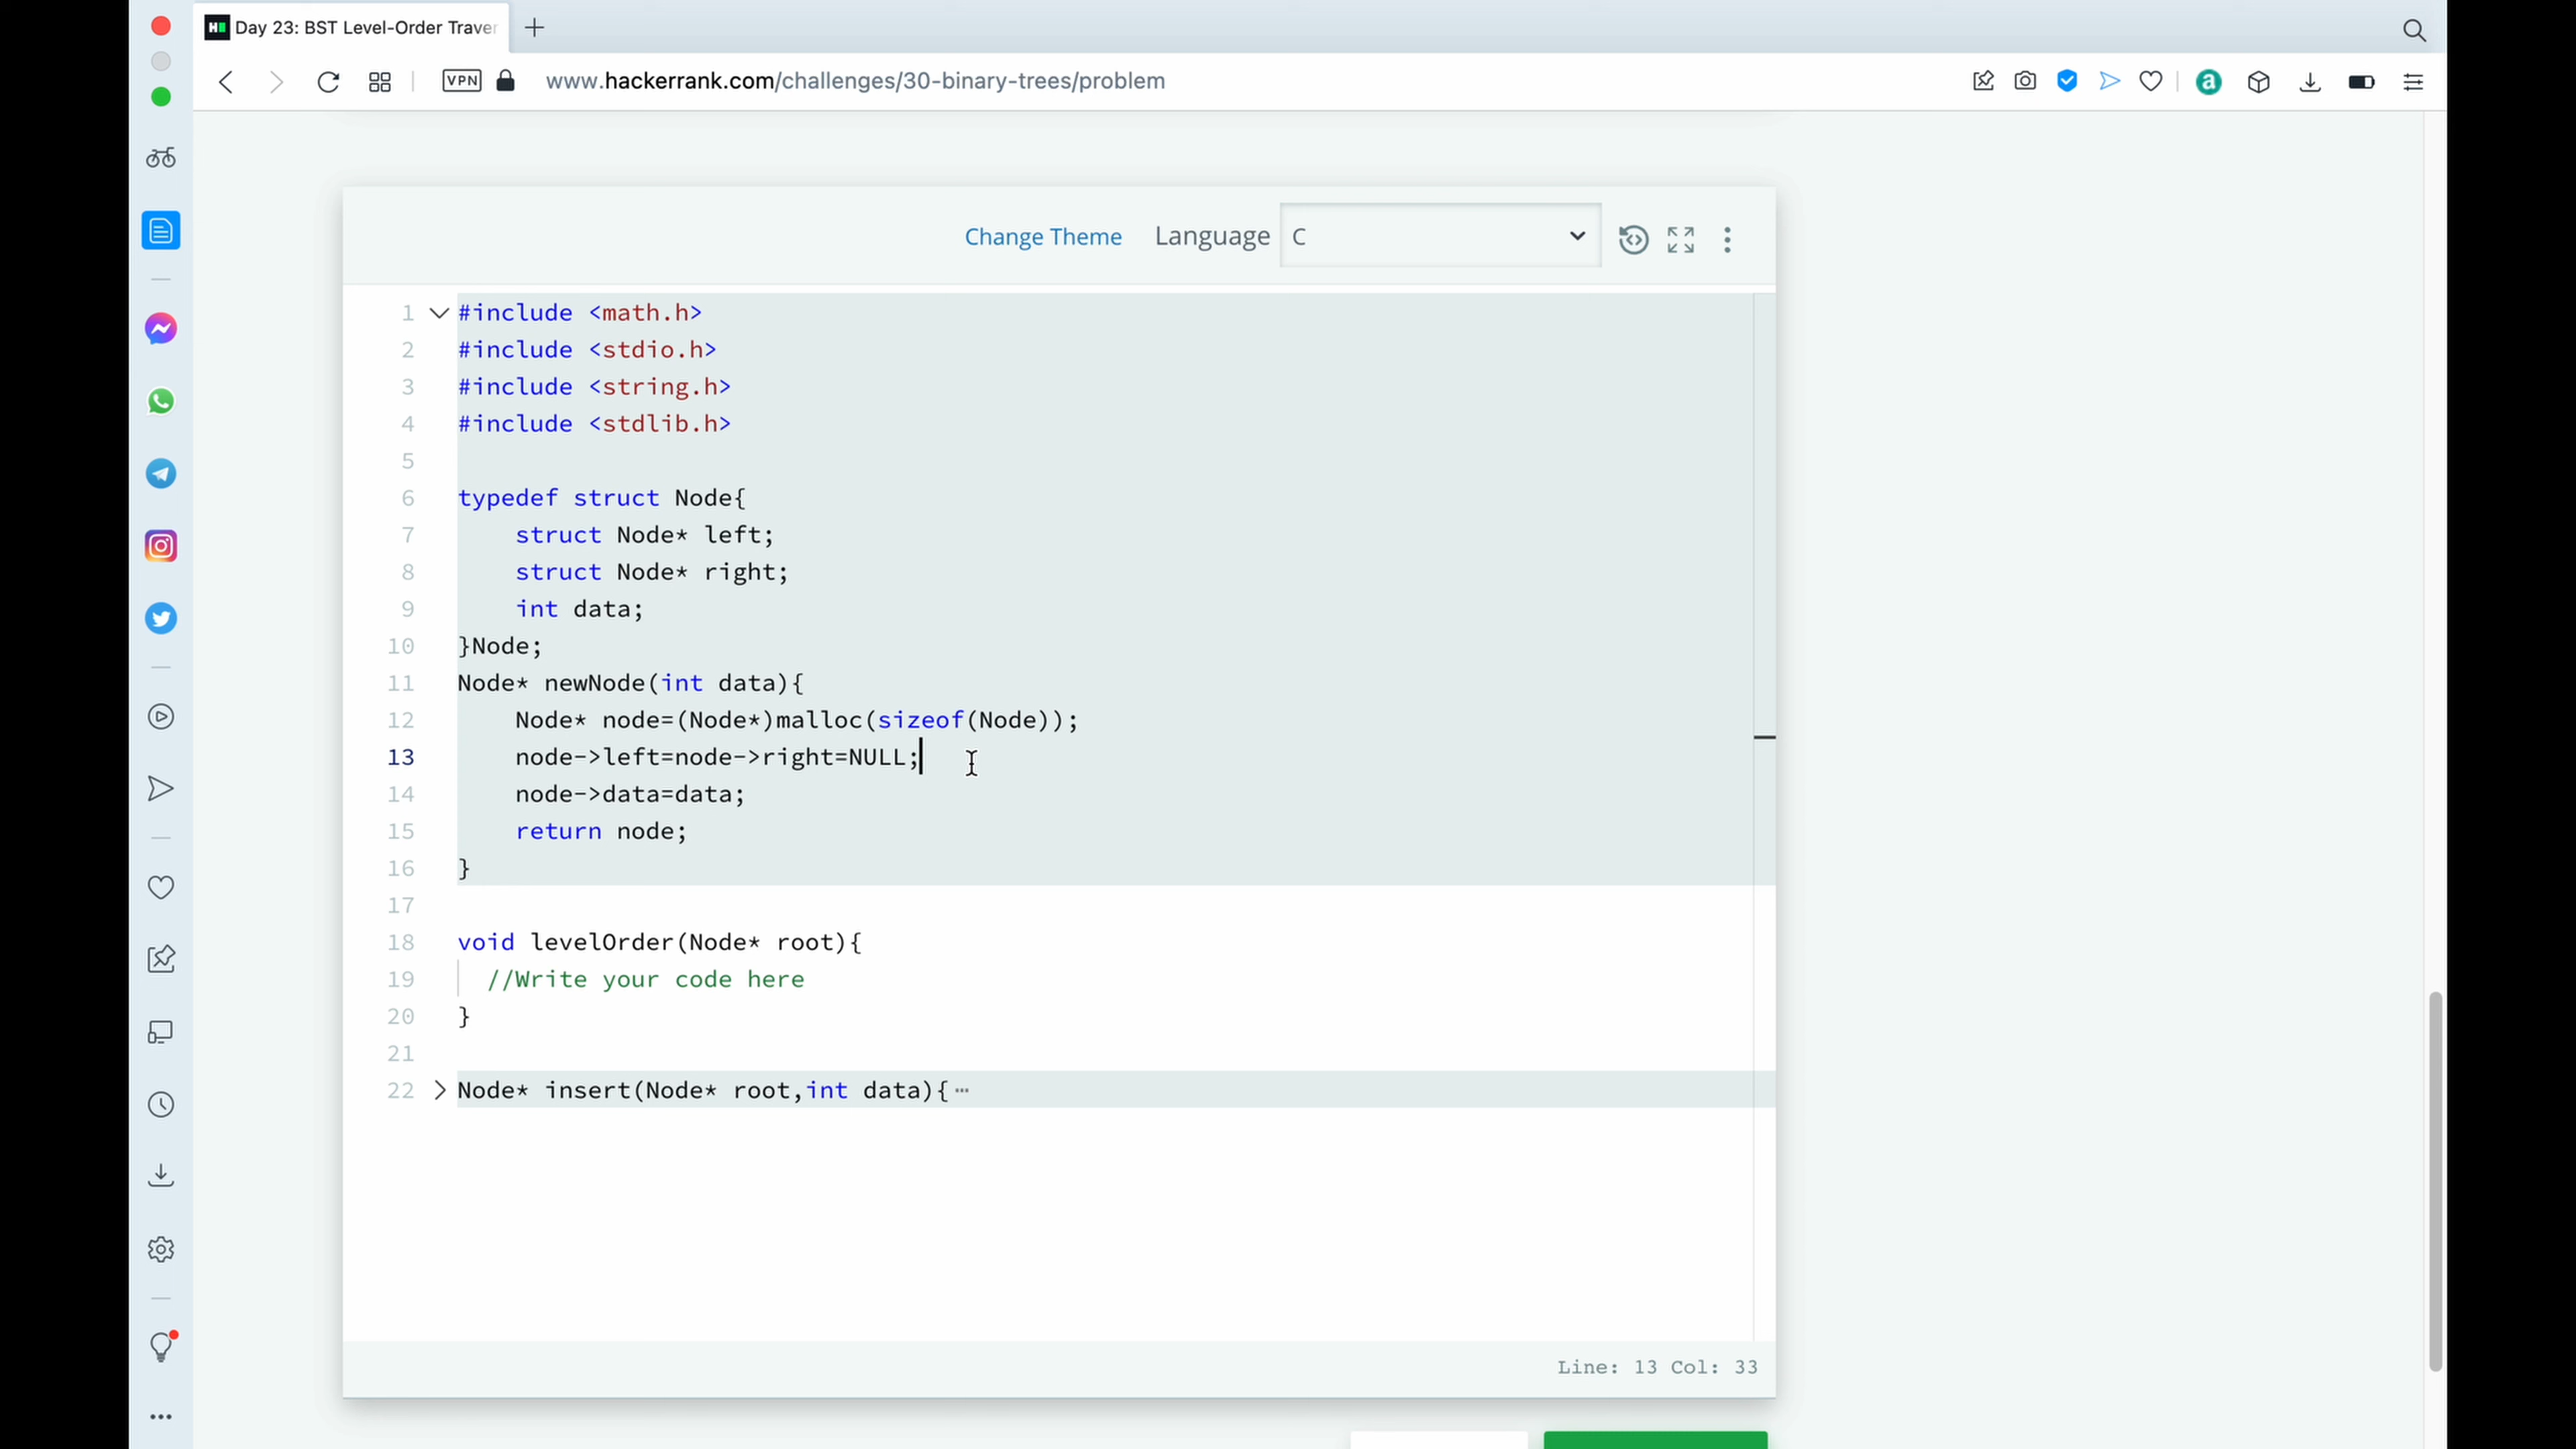 Day 23: BST Level-Order Traver
VPN
www.hackerrank.com/challenges/30-binary-trees/problem
Change Theme Language C
1 #include <math.h>
2 #include <stdio.h>
3 #include <string.h>
4 #include <stdlib.h>
5
6 typedef struct Node{
7 struct Node* left;
8 struct Node* right;
9 int data;
10 }Node;
11 Node* newNode(int data){
12 Node* node=(Node*)malloc(sizeof(Node));
13 node->left=node->right=NULL;
14 node->data=data;
15 return node;
16 }
17
18 void levelOrder(Node* root){
19 //Write your code here
20 }
21
22 Node* insert(Node* root,int data){
Line: 13 Col: 33